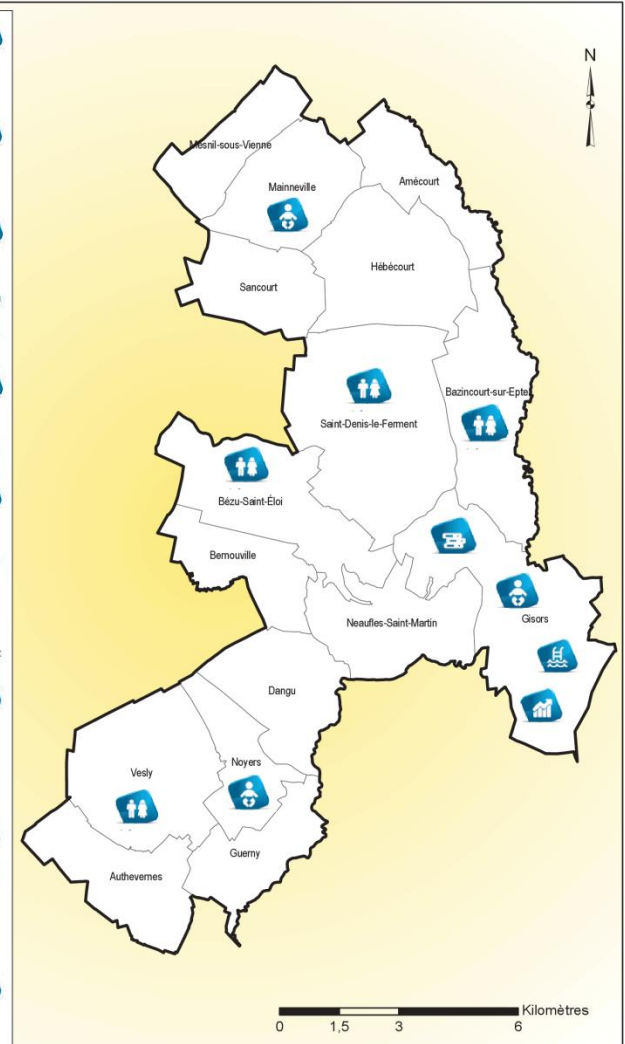 N
Mesnil-sous-Vienne
Mainneville
Amécourt
Hébécourt
Sancourt
Bazincourt-sur-Epte
Saint-Denis-le-Ferment
Bézu-Saint-Éloi
Bernouville
Gisors
Neaufles-Saint-Martin
Dangu
Noyers
Vesly
Guerny
Authevernes
Kilomètres
0 1,5 3 6